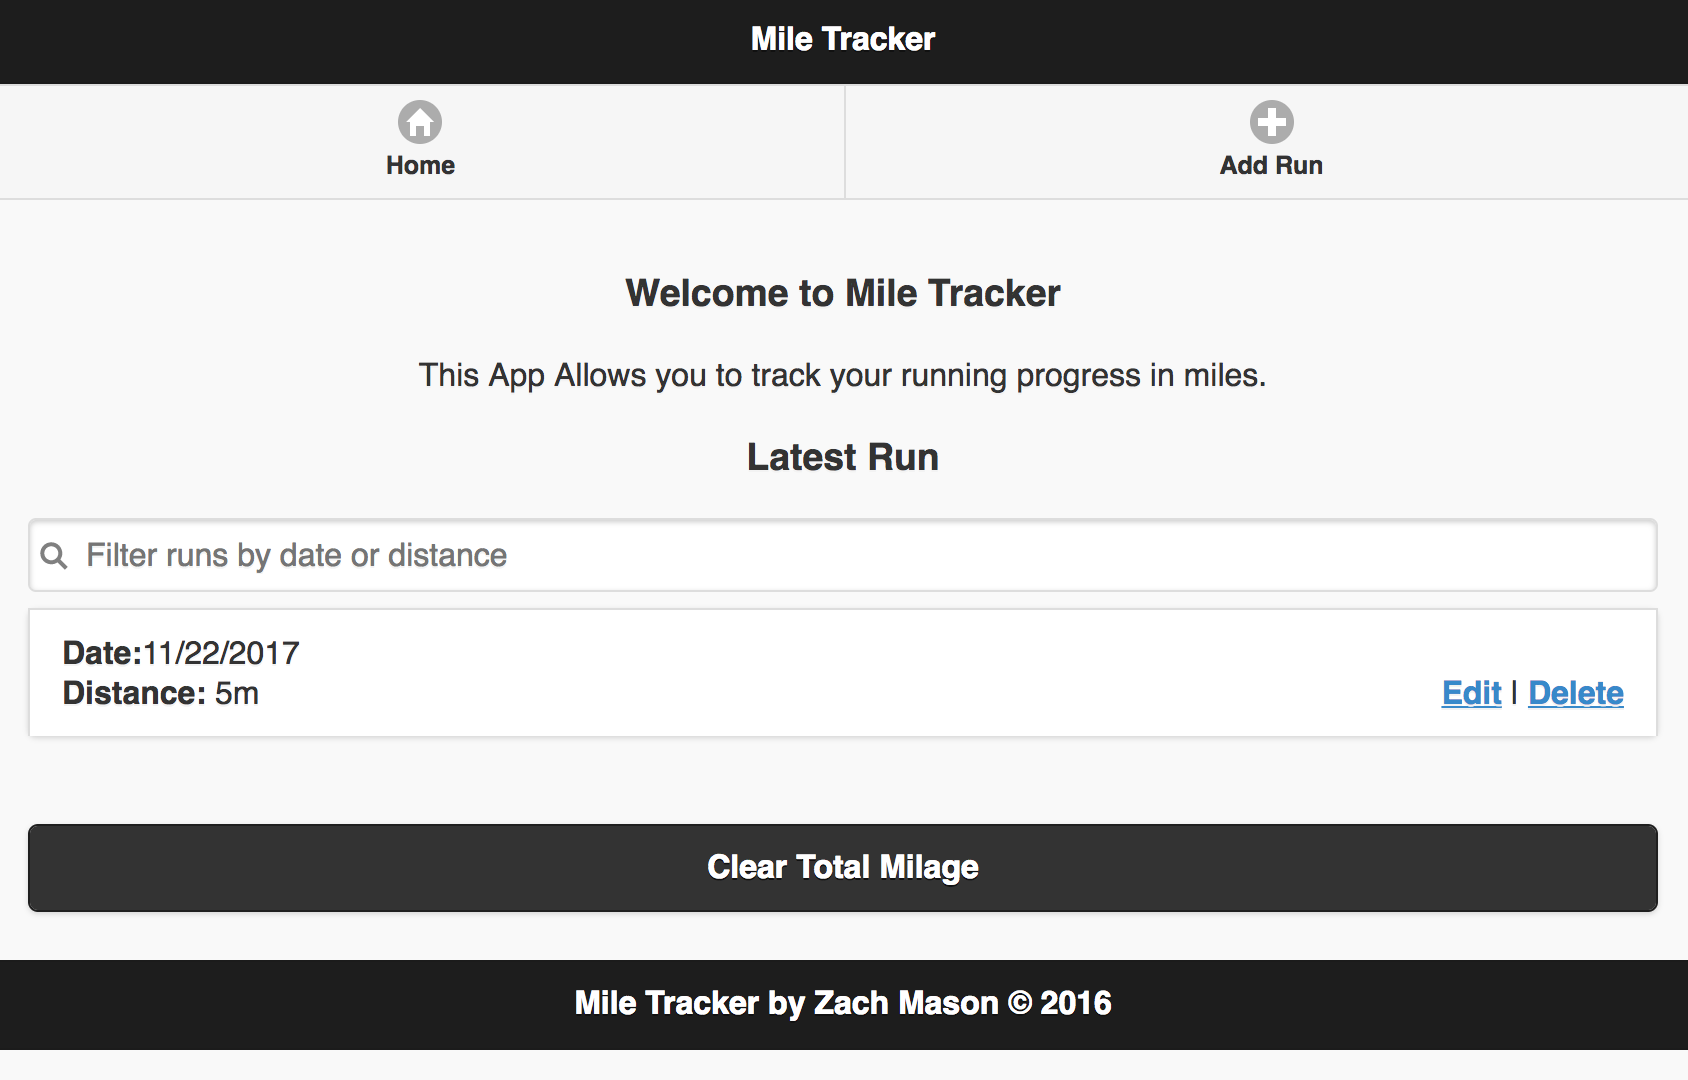 Mile Tracker
Home
Add Run
Welcome to Mile Tracker
This App Allows you to track your running progress in miles.
Latest Run
Filter runs by date or distance
Date:11/22/2017
Distance: 5m
Edit | Delete
Clear Total Milage
Mile Tracker by Zach Mason © 2016